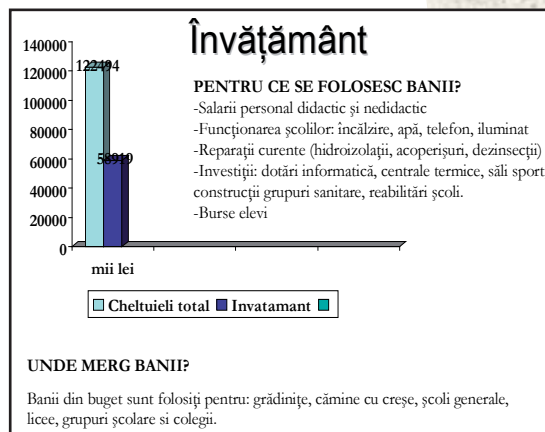 Învățământ
140000
120000
100000
80000
60000
40000
20000
0
122494
58919
mii lei
Cheltuieli total Invatamant
PENTRU CE SE FOLOSESC BANII?
-Salarii personal didactic și nedidactic
-Funcționarea școlilor: încălzire, apă, telefon, iluminat
-Reparații curente (hidroizolații, acoperișuri, dezinsecții)
-Investiții: dotări informatică, centrale termice, săli sport
construcții grupuri sanitare, reabilitări școli.
-Burse elevi
UNDE MERG BANII?
Banii din buget sunt folosiți pentru: grădinițe, cămine cu creșe, școli generale,
licee, grupuri școlare si colegii.